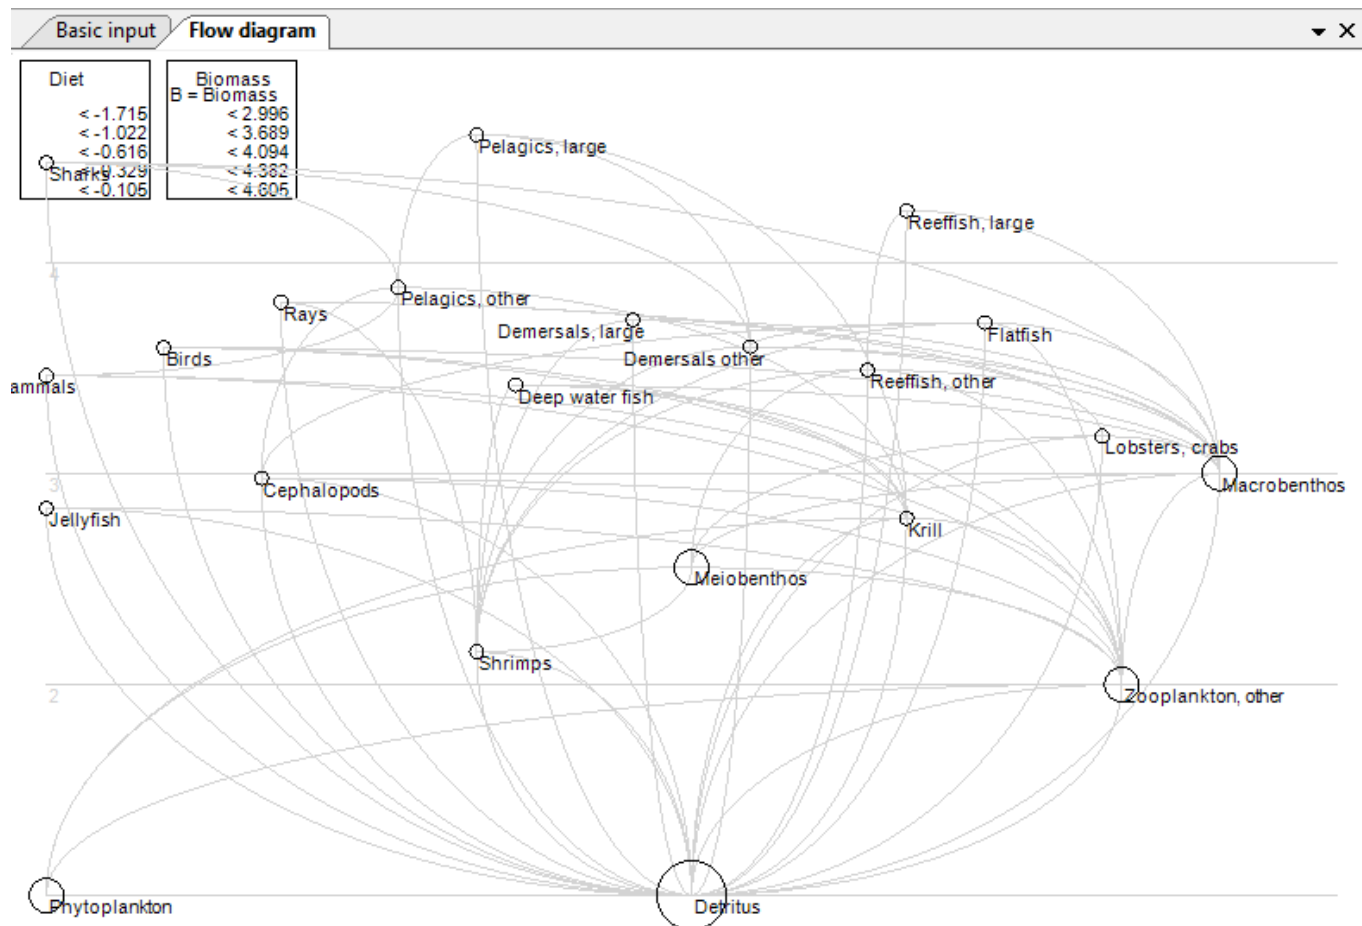 Basic input
Flow diagram
Diet
< -1.715
< -1.022
< -0.616
< -0.329
< -0.105
Biomass
B = Biomass
< 2.996
< 3.689
< 4.094
< 4.382
< 4.605
Pelagics, large
Sharks
Reeffish, large
4
Pelagics, other
Rays
Demersals, large
Flatfish
Birds
Demersals other
Reeffish, other
ammals
Deep water fish
Lobsters, crabs
3
Cephalopods
Macrobenthos
Jellyfish
Krill
Meiobenthos
Shrimps
2
Zooplankton, other
Phytoplankton
Detritus